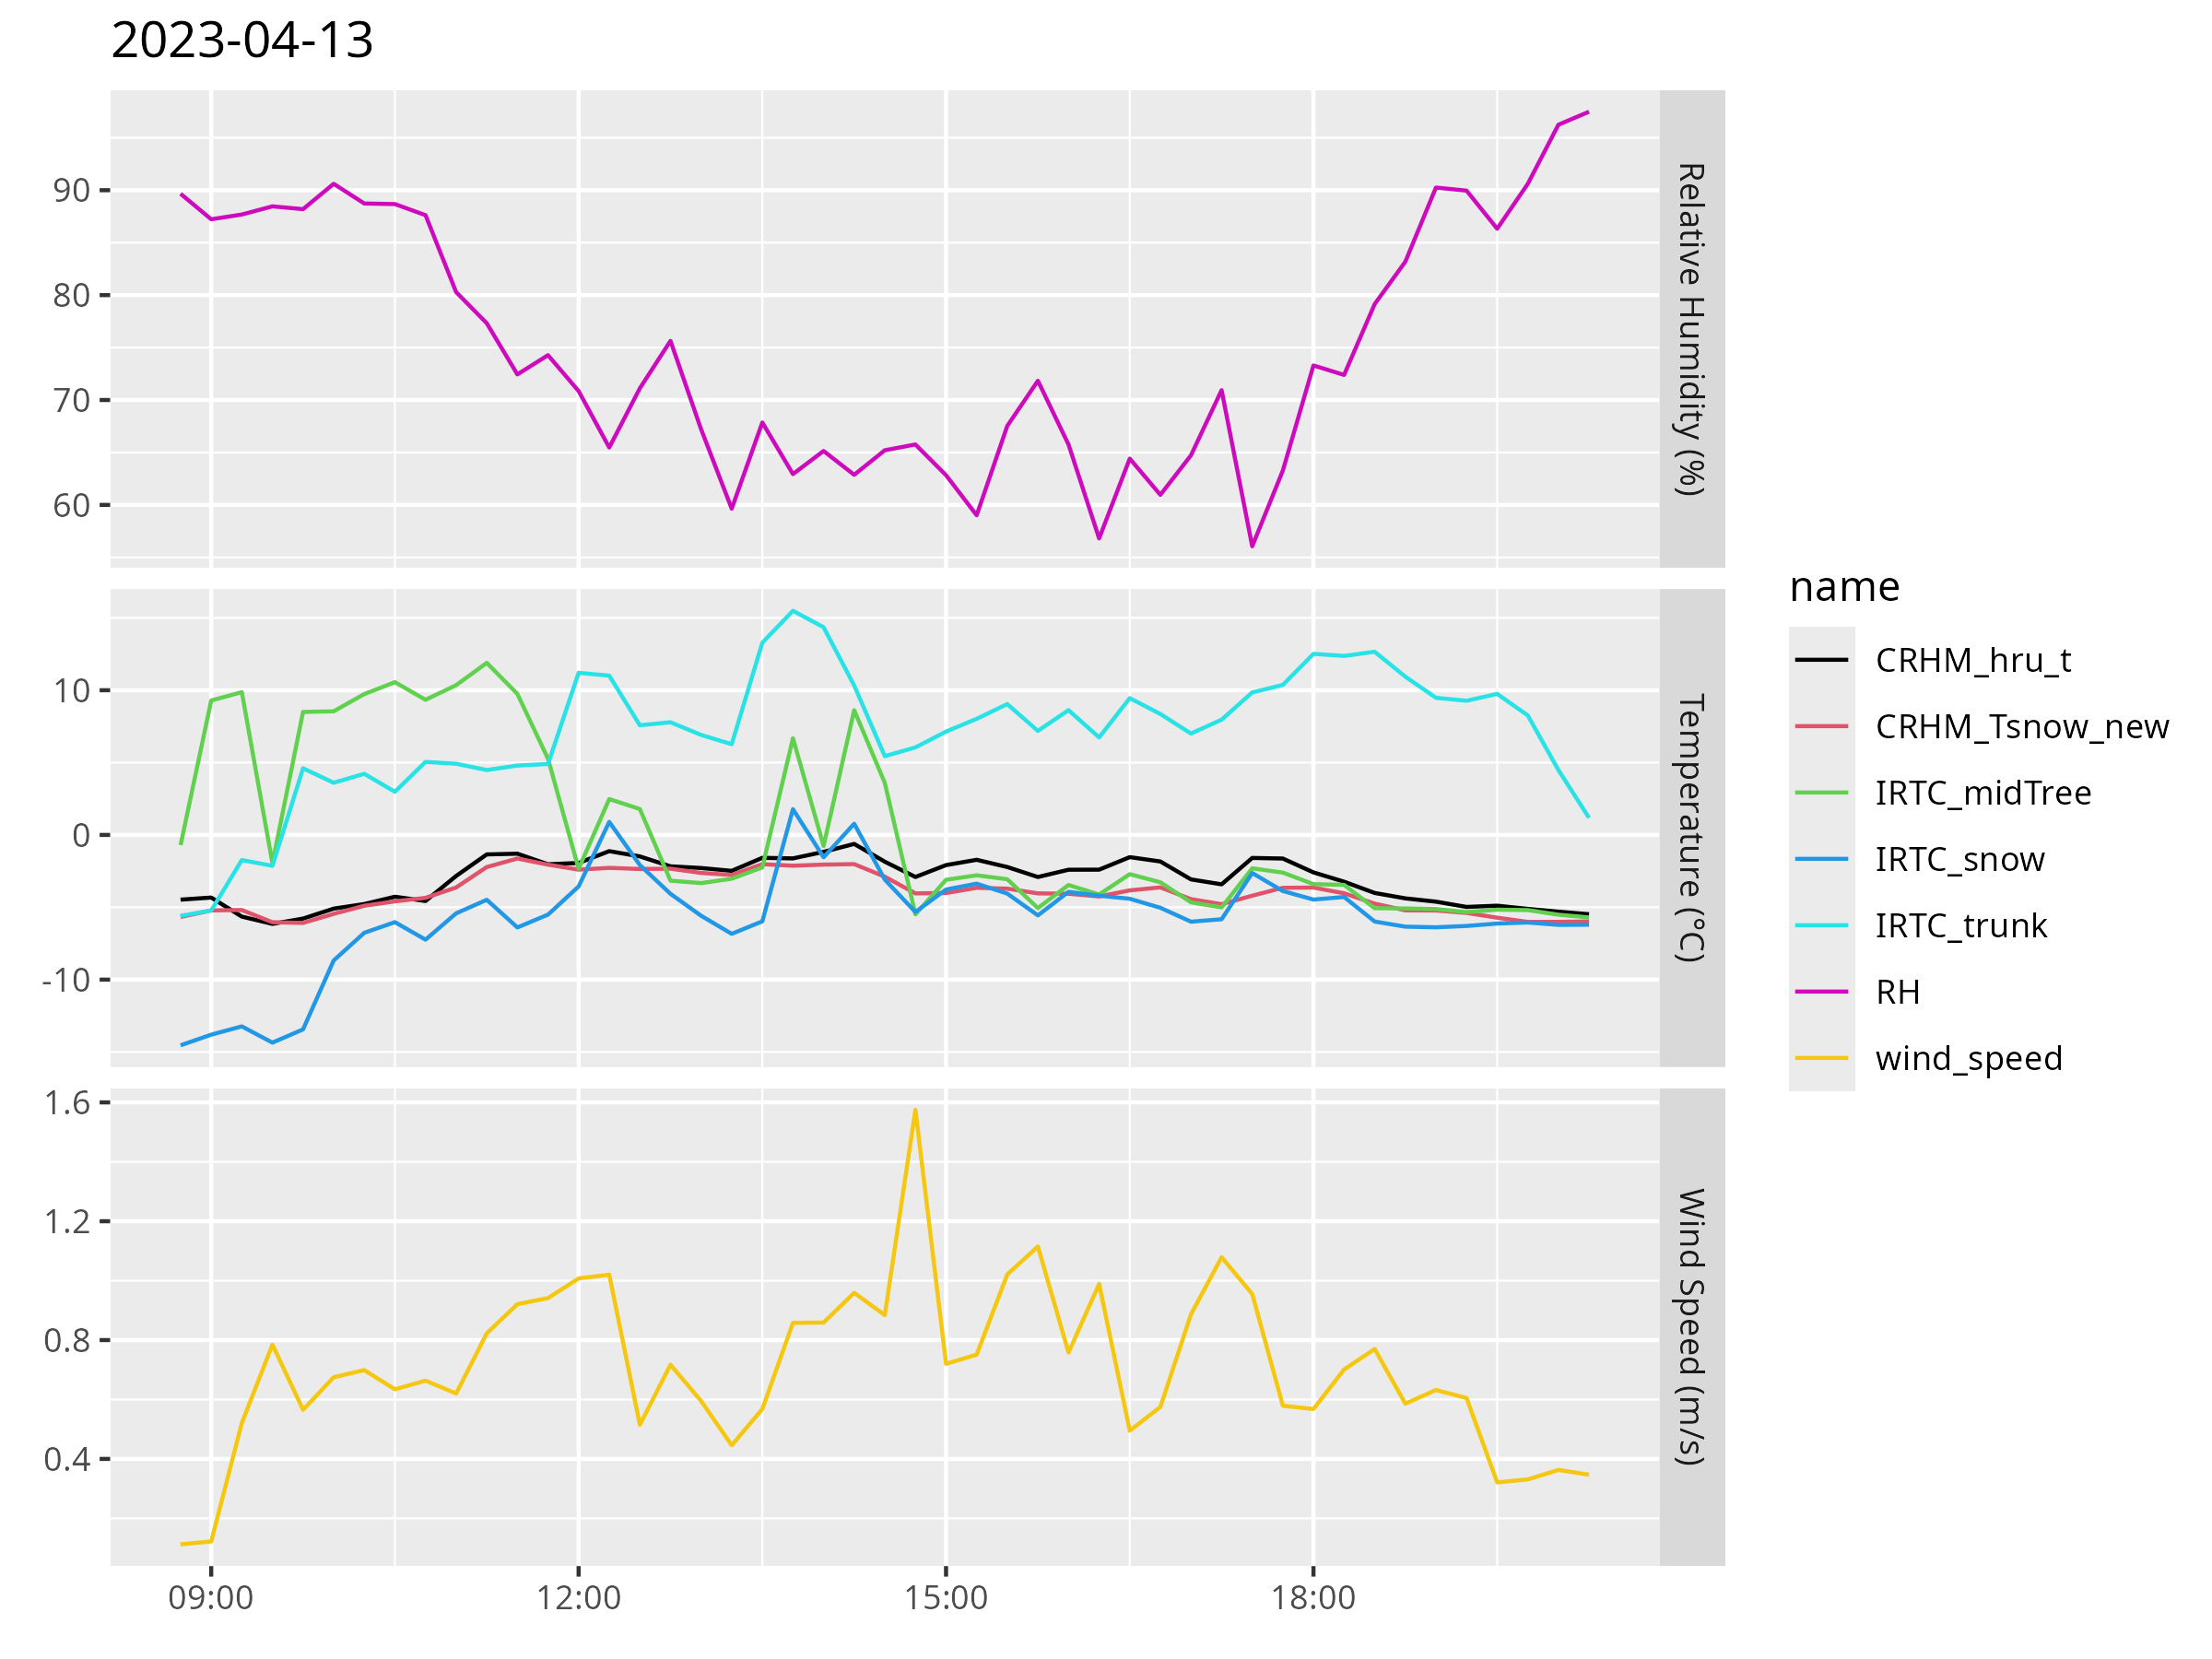 2023-04-13
90
80
70
60
Relative Humidity (%)
10
0
-10
Temperature (°C)
1.6
1.2
0.8
0.4
Wind Speed (m/s)
09:00
12:00
15:00
18:00
name
CRHM_hru_t
CRHM_Tsnow_new
IRTC_midTree
IRTC_snow
IRTC_trunk
RH
wind_speed